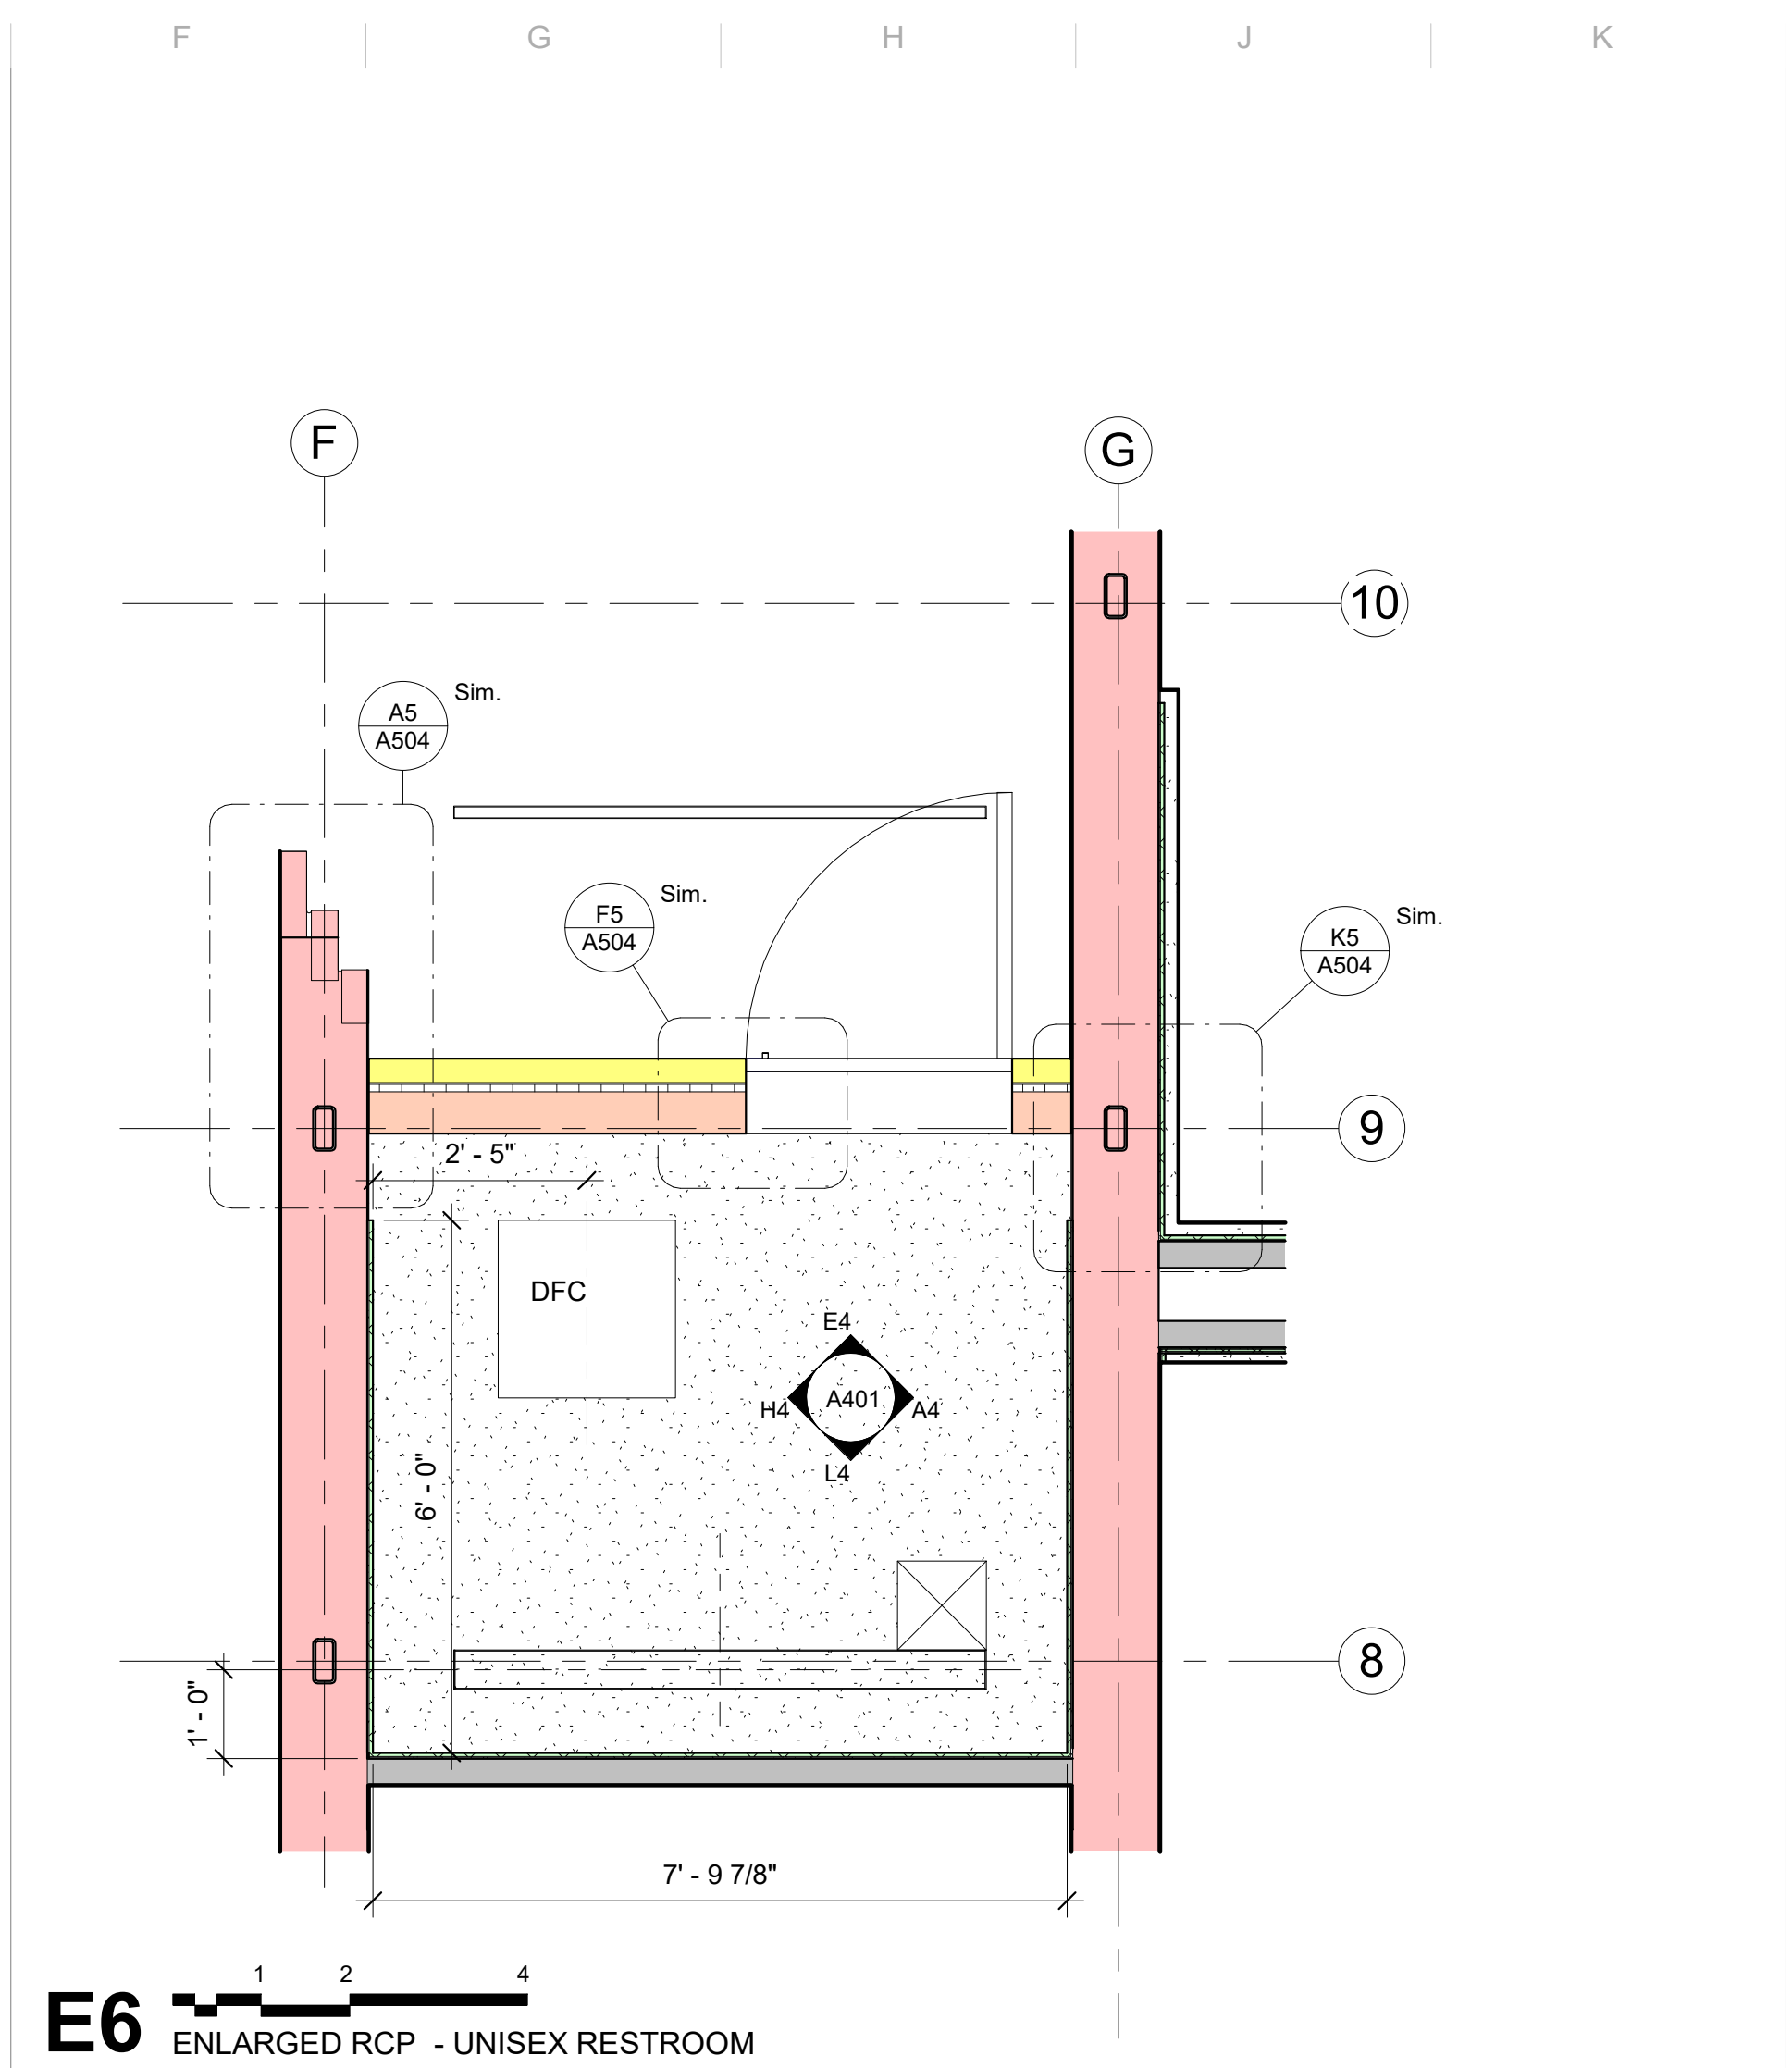 F G H J K
F
G
10
A5
A504
Sim.
F5
A504
Sim.
K5
A504
Sim.
9
2' - 5"
DFC
E4
H4
A401
A4
L4
6' - 0"
8
1' - 0"
7' - 9 7/8"
1 2 4
E6
ENLARGED RCP - UNISEX RESTROOM